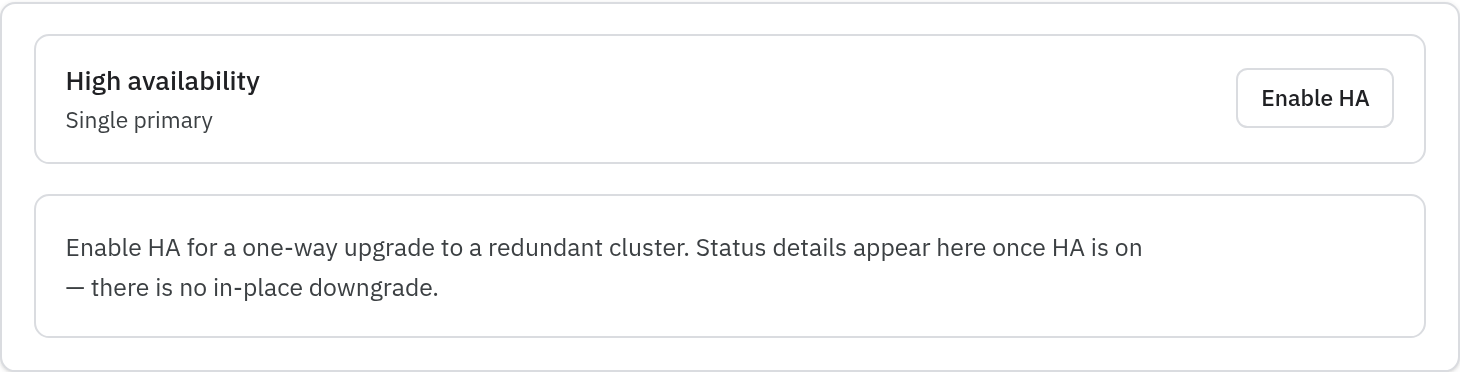 High availability
Single primary
Enable HA
Enable HA for a one-way upgrade to a redundant cluster. Status details appear here once HA is on
— there is no in-place downgrade.